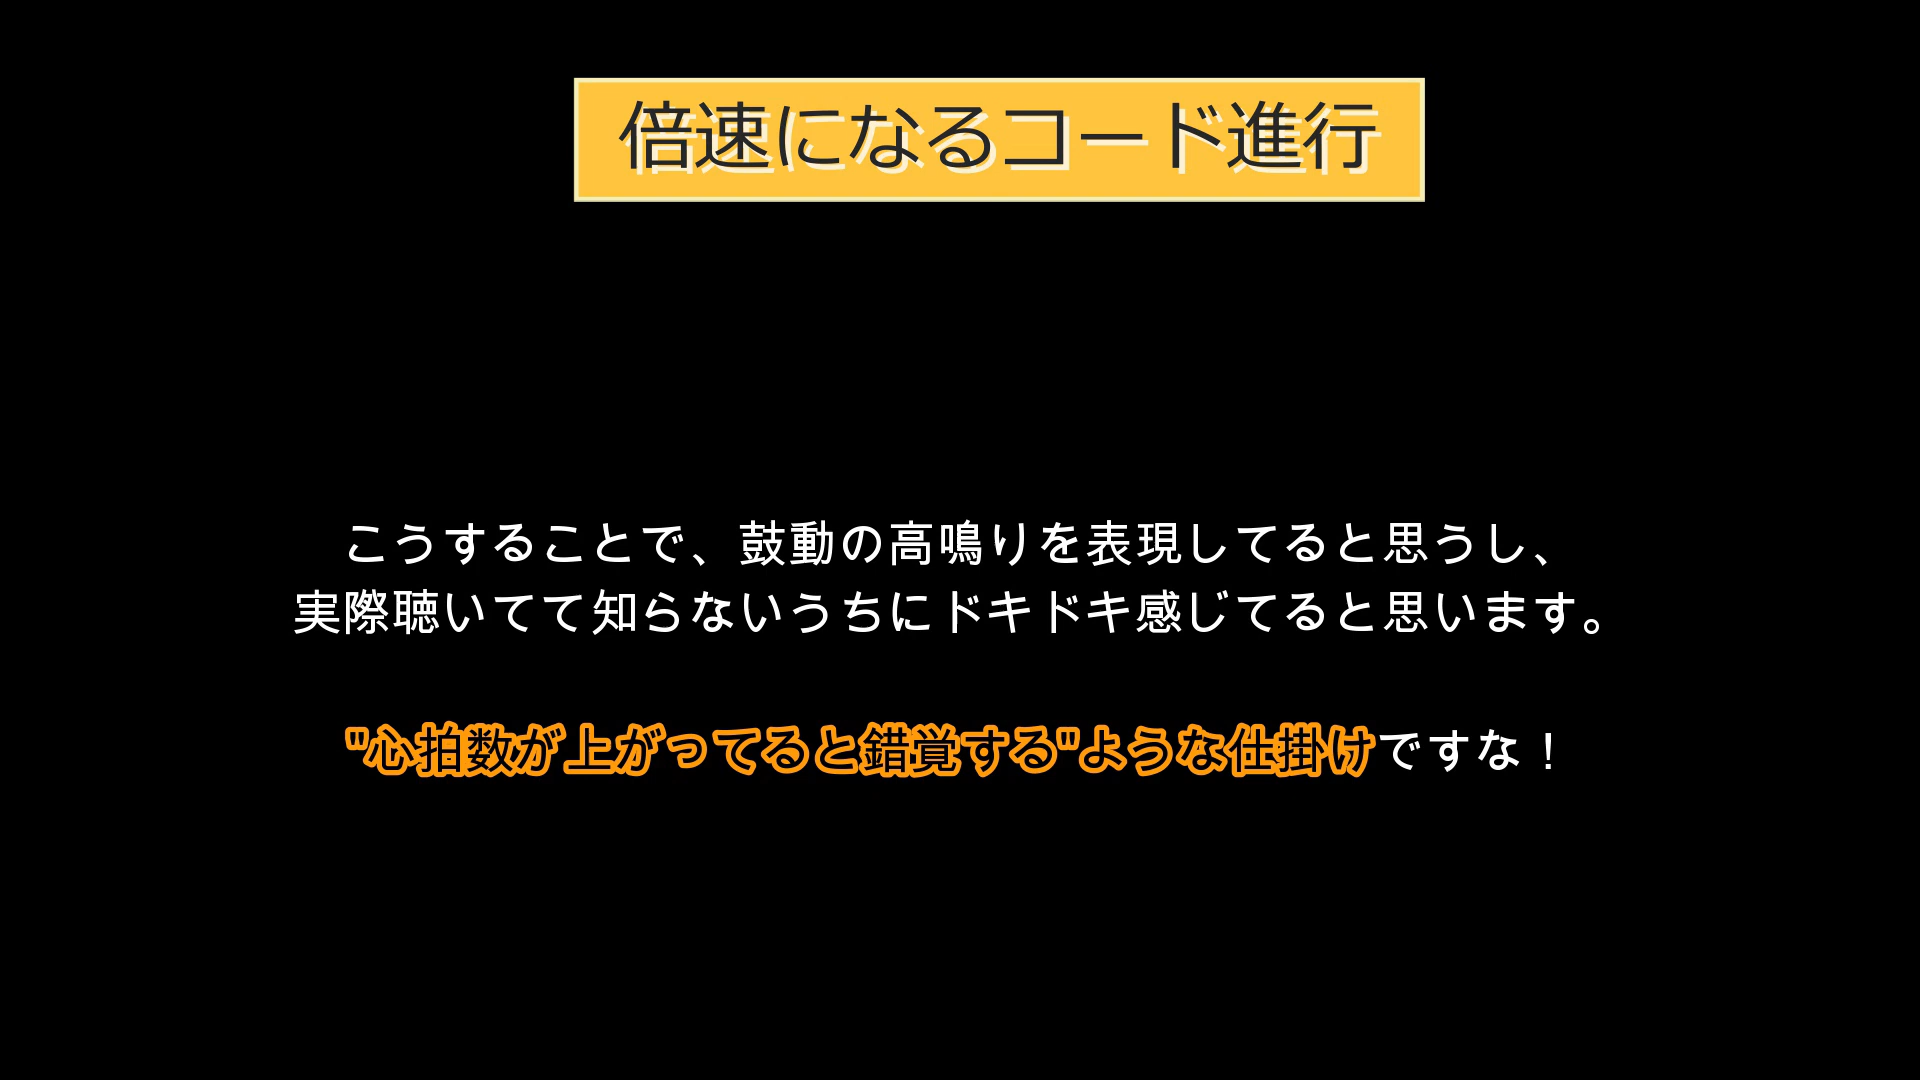 倍速になるコード進行
こうすることで、鼓動の高鳴りを表現してると思うし、
実際聴いてて知らないうちにドキドキ感じてると思います。
"心拍数が上がってると錯覚する"ような仕掛けですな！